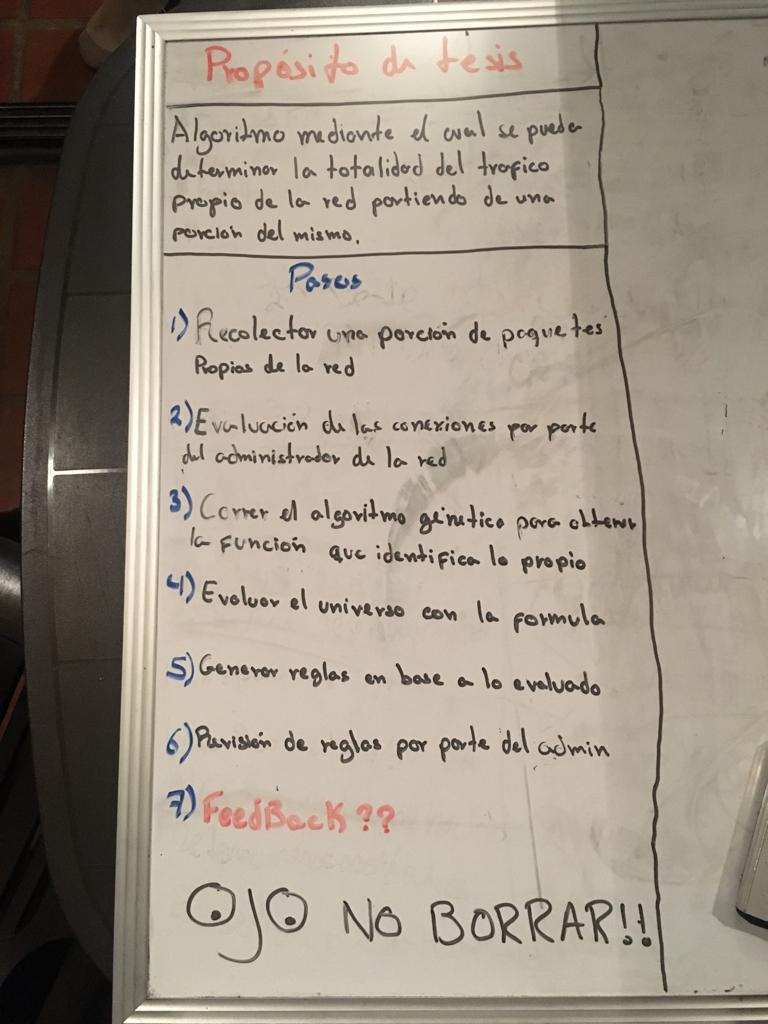 Propósito de tesis
Algoritmo mediante el cual se pueda
determinar la totalidad del trafico
propio de la red partiendo de una
porción del mismo.
Pasos
1) Recolectar una porción de paquetes
Propios de la red
2) Evaluación de las conexiones por parte
del administrador de la red
3) Correr el algoritmo genetico para obtener
la función que identifica lo propio
4) Evaluar el universo con la formula
5) Generar reglas en base a lo evaluado
6) Revisión de reglas por parte del admin
7) FeedBack ??
OJO NO BORRAR!!